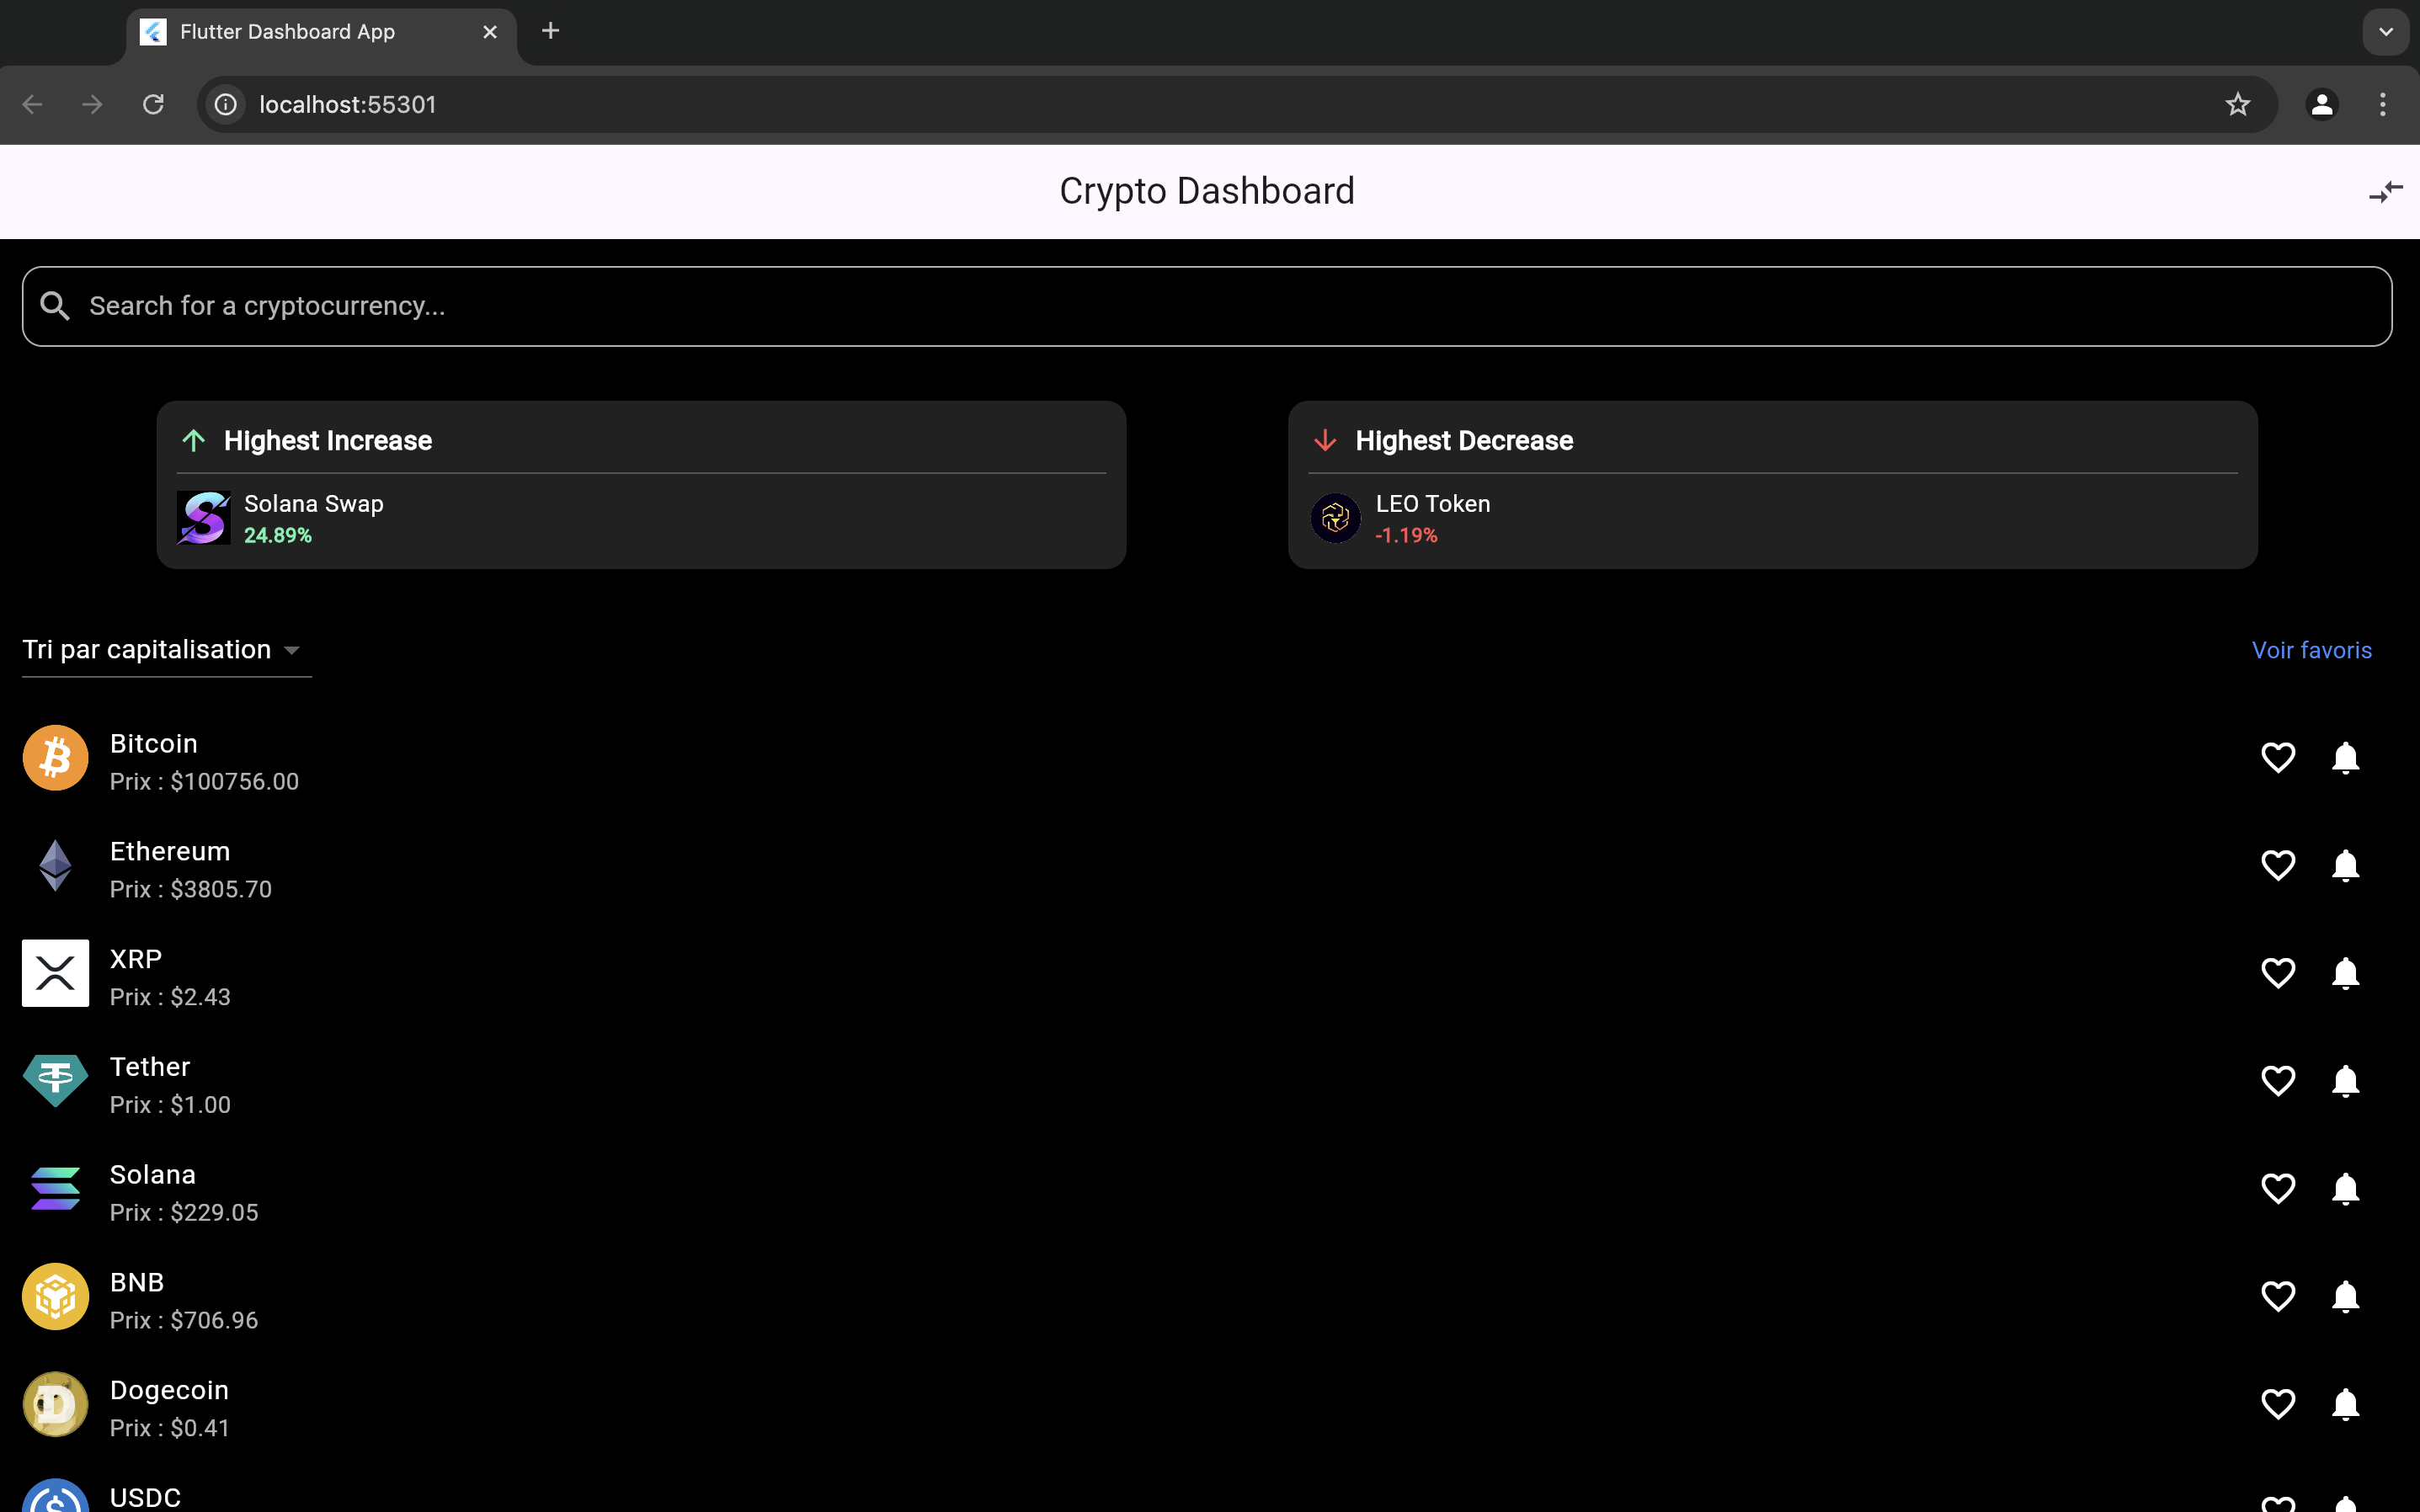 Flutter Dashboard App
localhost:55301
Crypto Dashboard
Search for a cryptocurrency...
Highest Increase
Solana Swap
24.89%
Highest Decrease
LEO Token
-1.19%
Tri par capitalisation
Voir favoris
Bitcoin
Prix : $100756.00
Ethereum
Prix : $3805.70
XRP
Prix : $2.43
Tether
Prix : $1.00
Solana
Prix : $229.05
BNB
Prix : $706.96
Dogecoin
Prix : $0.41
USDC